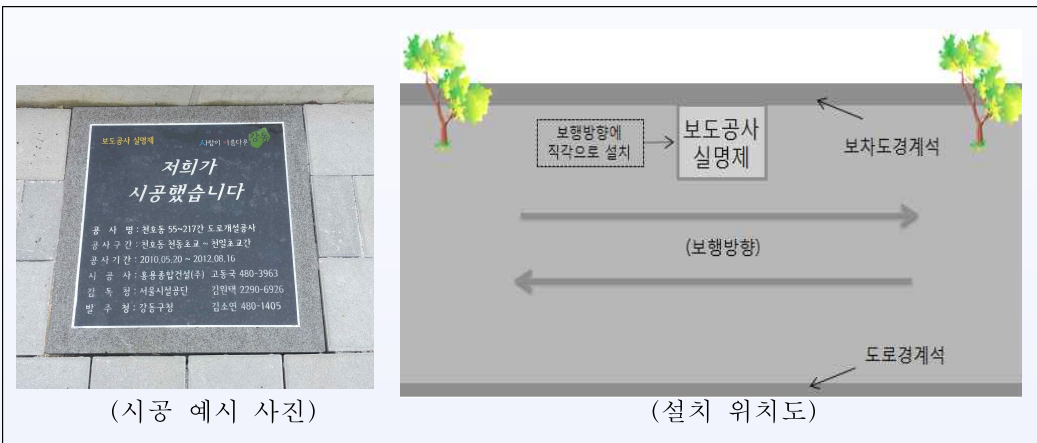 보도공사 실명제
사람이 아름다운 강동
저희가
시공했습니다
공 사 명 : 천호동 55~217간 도로개설공사
공사구간 : 천호동 천동초교 ~ 천일초교간
공사기간 : 2010.05.20 ~ 2012.08.16
시 공 사 : 홍용종합건설(주) 고동국 480-3963
감 독 청 : 서울시설공단 김원택 2290-6926
발 주 청 : 강동구청 김소연 480-1405
(시공 예시 사진)
보행방향에
직각으로 설치
보도공사
실명제
보차도경계석
(보행방향)
도로경계석
(설치 위치도)